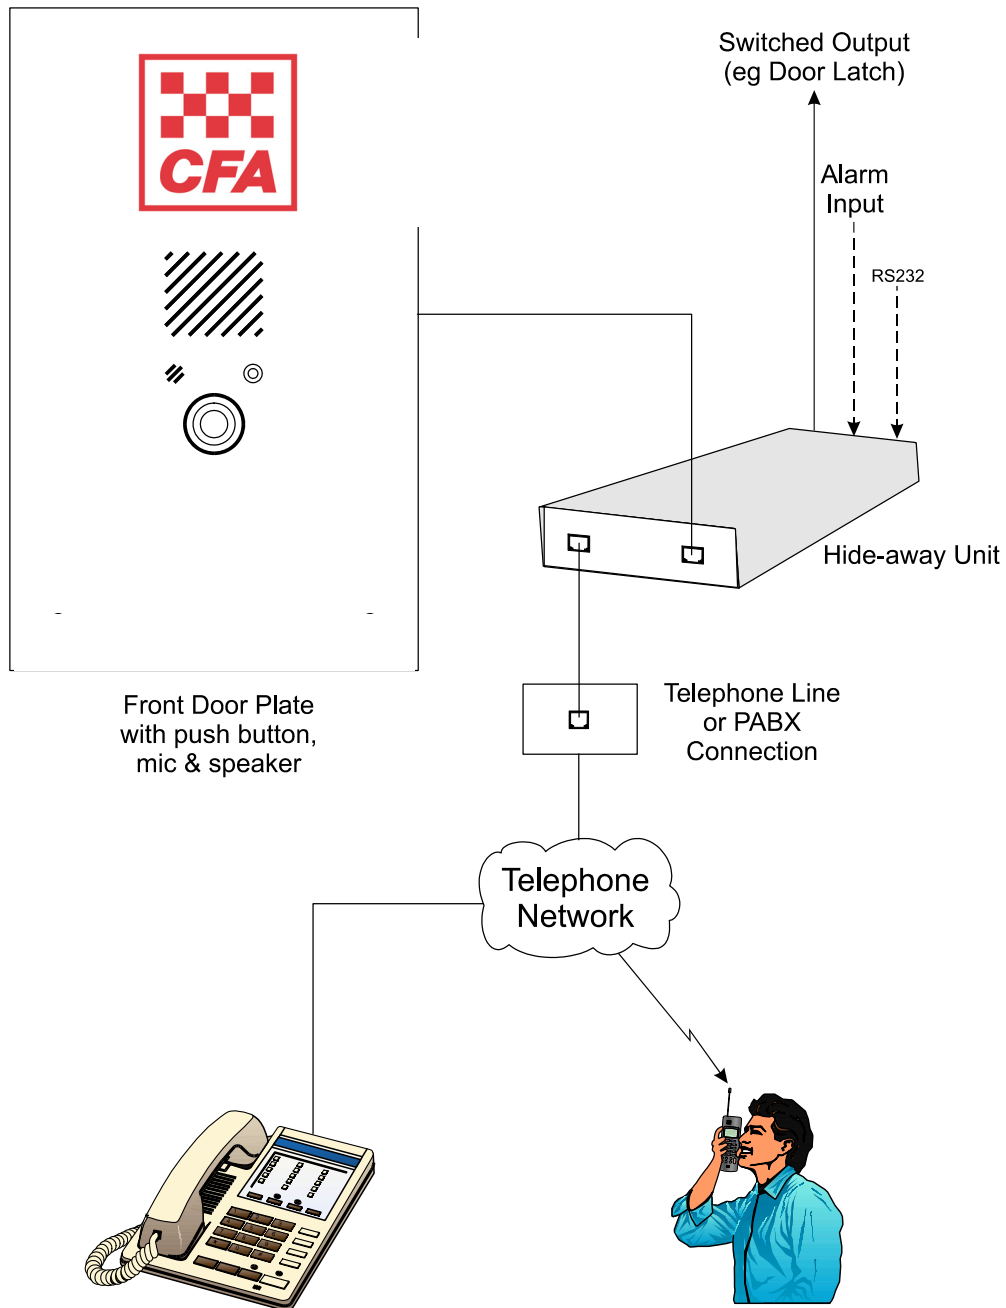 CFA
Switched Output
(eg Door Latch)
Alarm
Input
RS232
Hide-away Unit
Front Door Plate
with push button,
mic & speaker
Telephone Line
or PABX
Connection
Telephone
Network